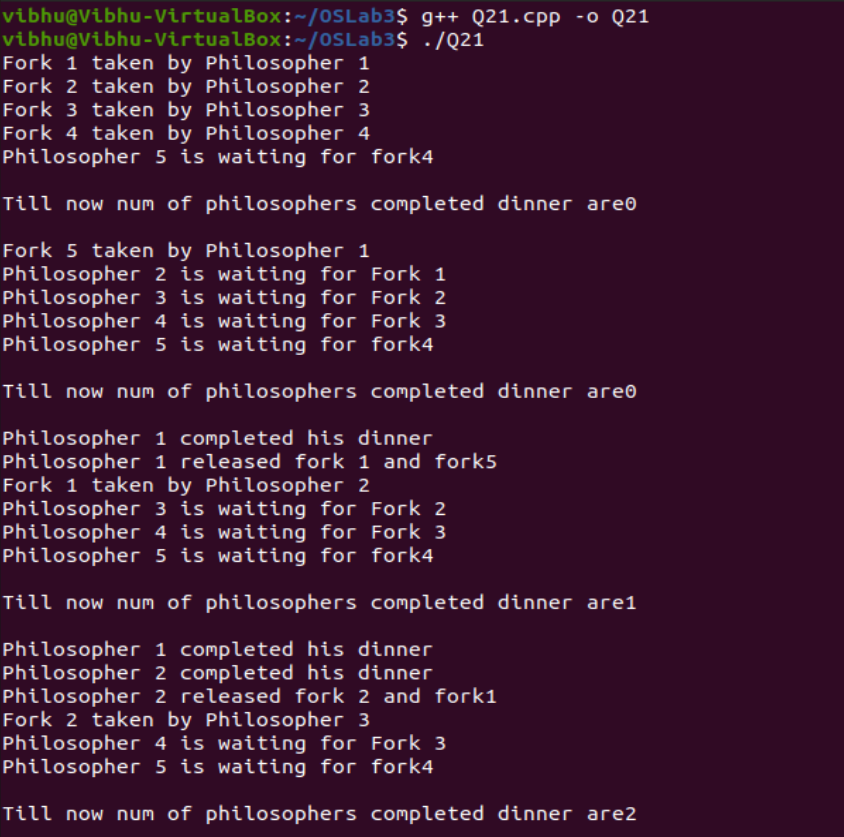 vibhu@Vibhu-VirtualBox:~/OSLab3$ g++ Q21.cpp -o Q21
vibhu@Vibhu-VirtualBox:~/OSLab3$ ./Q21
Fork 1 taken by Philosopher 1
Fork 2 taken by Philosopher 2
Fork 3 taken by Philosopher 3
Fork 4 taken by Philosopher 4
Philosopher 5 is waiting for fork4
Till now num of philosophers completed dinner are0
Fork 5 taken by Philosopher 1
Philosopher 2 is waiting for Fork 1
Philosopher 3 is waiting for Fork 2
Philosopher 4 is waiting for Fork 3
Philosopher 5 is waiting for fork4
Till now num of philosophers completed dinner are0
Philosopher 1 completed his dinner
Philosopher 1 released fork 1 and fork5
Fork 1 taken by Philosopher 2
Philosopher 3 is waiting for Fork 2
Philosopher 4 is waiting for Fork 3
Philosopher 5 is waiting for fork4
Till now num of philosophers completed dinner are1
Philosopher 1 completed his dinner
Philosopher 2 completed his dinner
Philosopher 2 released fork 2 and fork1
Fork 2 taken by Philosopher 3
Philosopher 4 is waiting for Fork 3
Philosopher 5 is waiting for fork4
Till now num of philosophers completed dinner are2